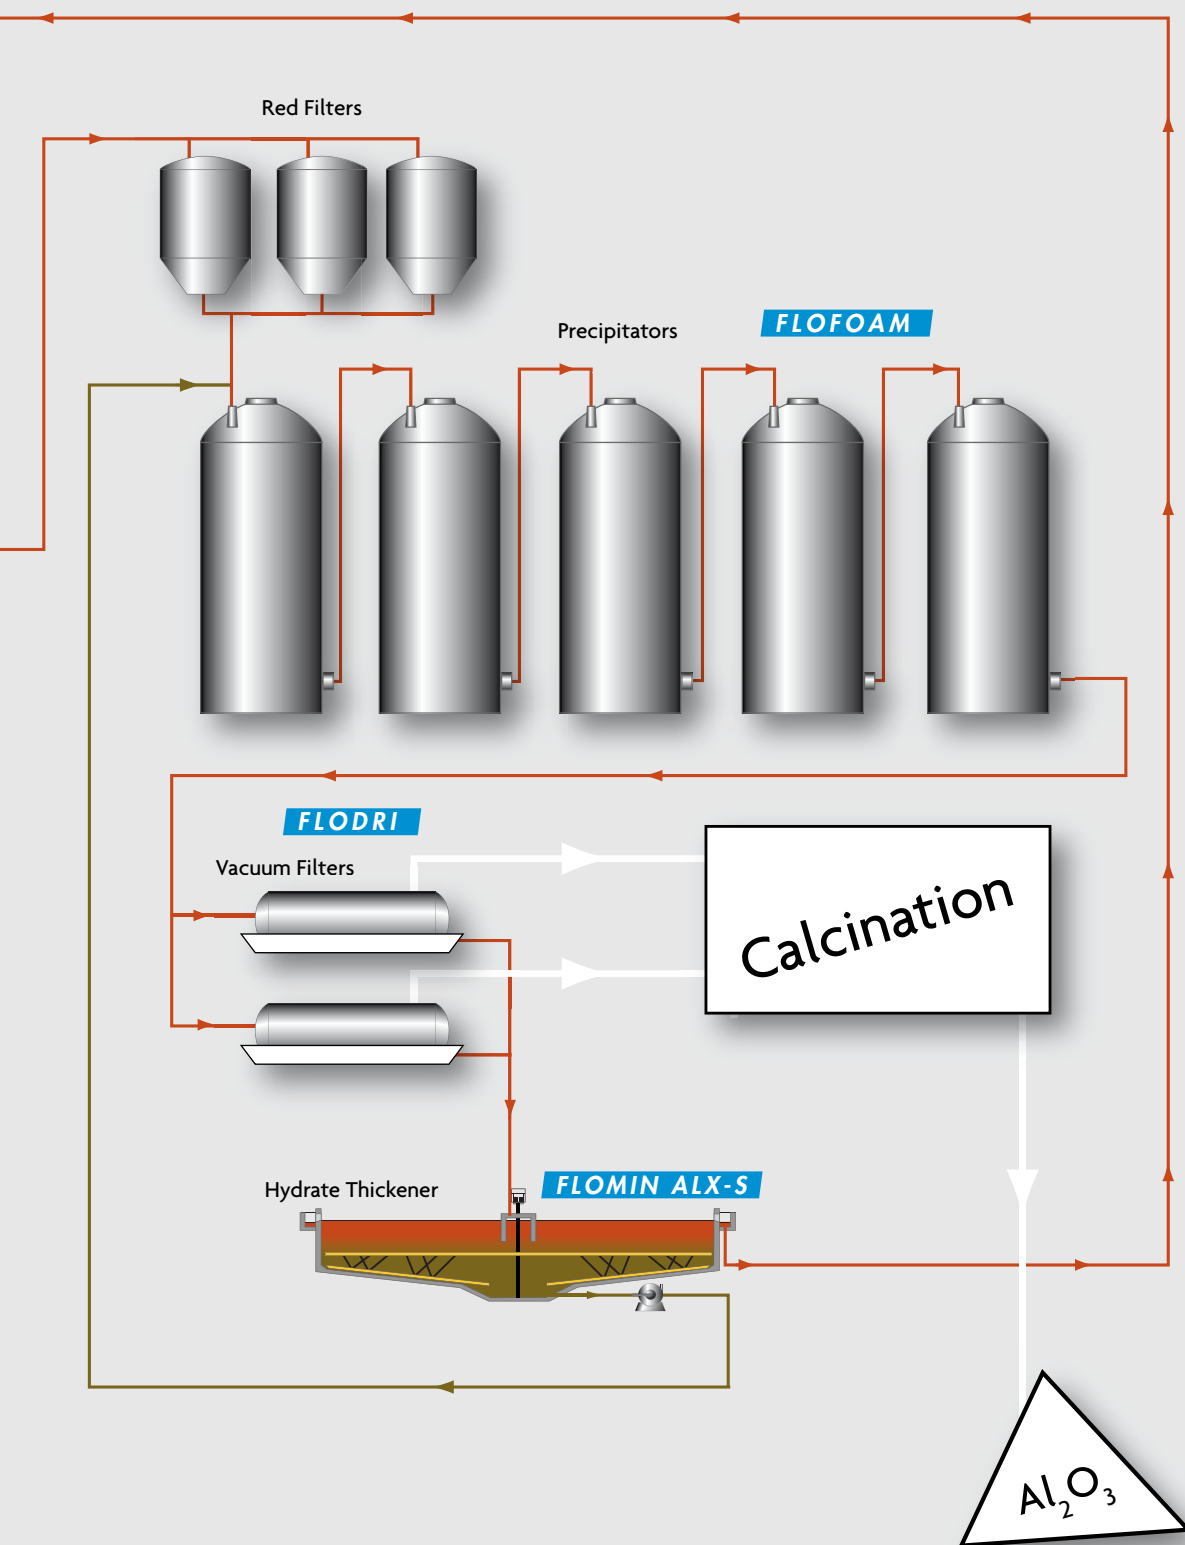 Red Filters
Precipitators
FLOFOAM
FLODRI
Vacuum Filters
Calcination
Hydrate Thickener
FLOMIN ALX-S
Al₂O₃